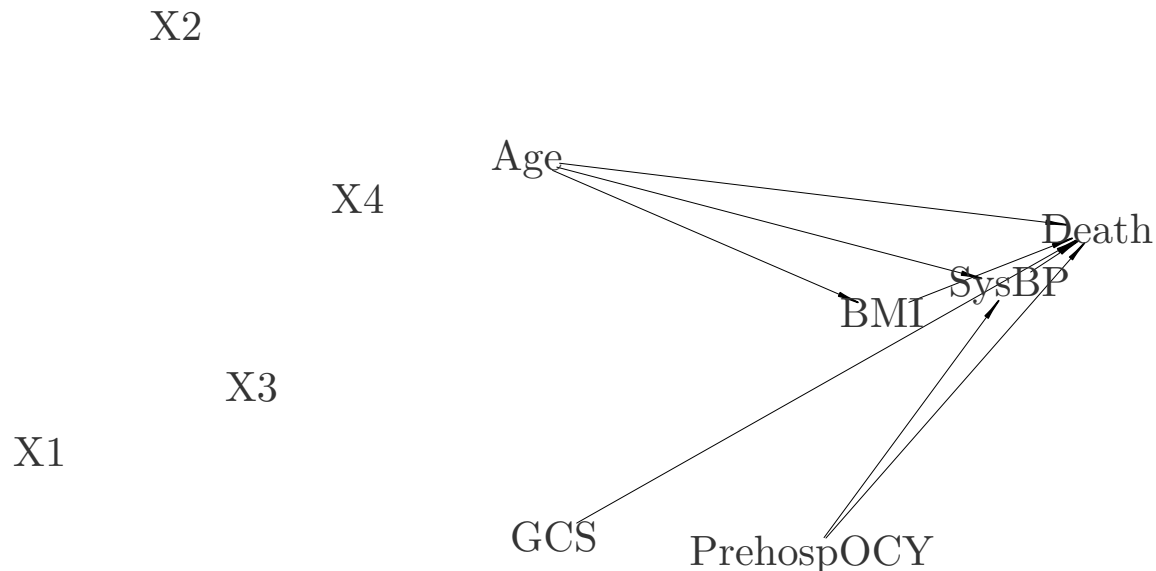 X2
Age
X4
Death
SysBP
BMI
X3
X1
GCS
PrehospOCY